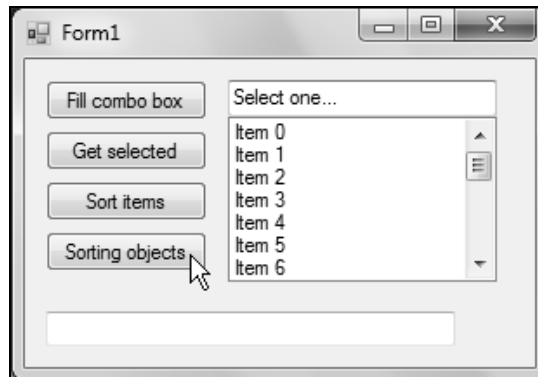 Form1
Fill combo box
Get selected
Sort items
Sorting objects
Select one...
Item 0
Item 1
Item 2
Item 3
Item 4
Item 5
Item 6